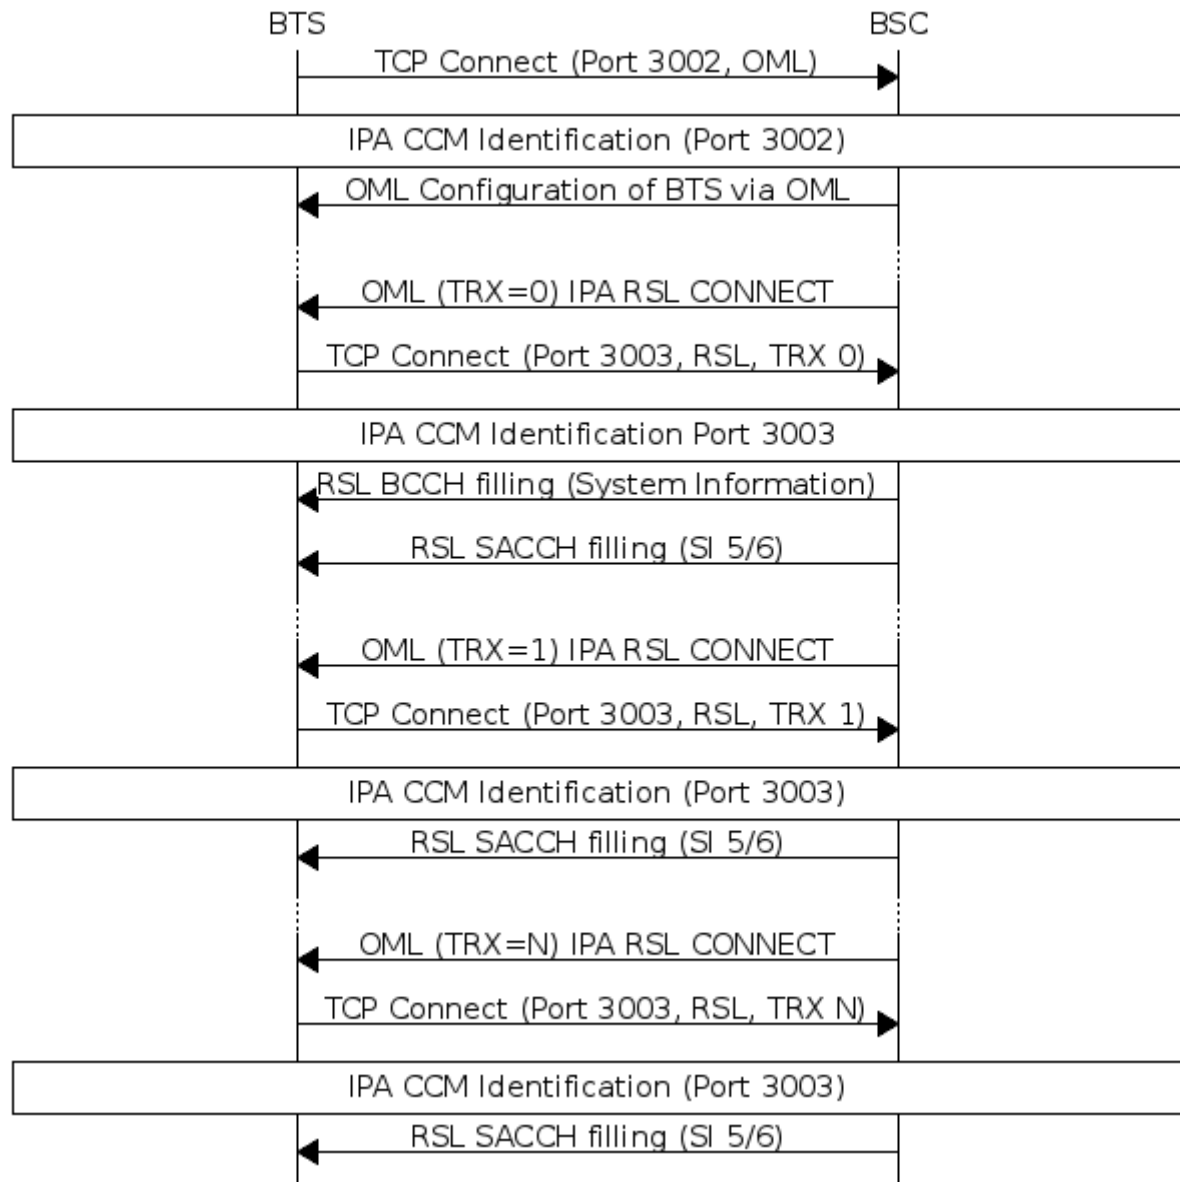 BTS BSC
TCP Connect (Port 3002, OML)
IPA CCM Identification (Port 3002)
OML Configuration of BTS via OML
OML (TRX=0) IPA RSL CONNECT
TCP Connect (Port 3003, RSL, TRX 0)
IPA CCM Identification Port 3003
RSL BCCH filling (System Information)
RSL SACCH filling (SI 5/6)
OML (TRX=1) IPA RSL CONNECT
TCP Connect (Port 3003, RSL, TRX 1)
IPA CCM Identification (Port 3003)
RSL SACCH filling (SI 5/6)
OML (TRX=N) IPA RSL CONNECT
TCP Connect (Port 3003, RSL, TRX N)
IPA CCM Identification (Port 3003)
RSL SACCH filling (SI 5/6)